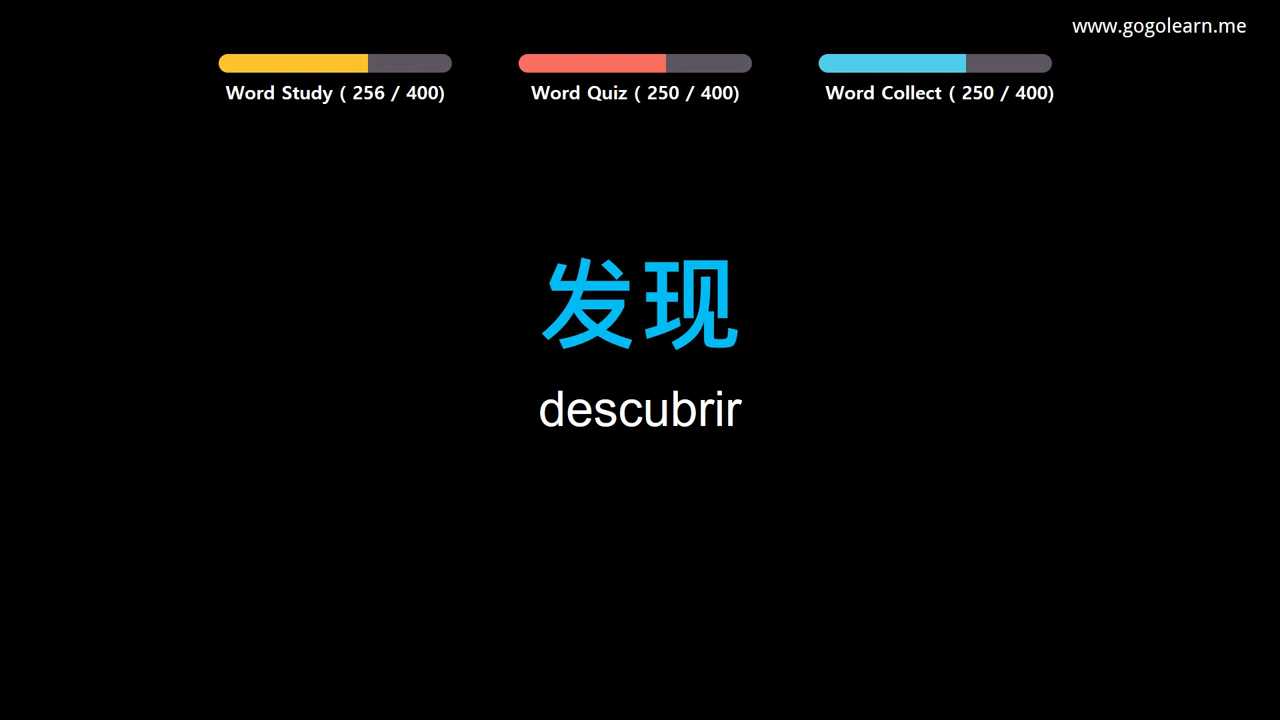 www.gogolearn.me
Word Study ( 256 / 400)
Word Quiz ( 250 / 400)
Word Collect ( 250 / 400)
发现
descubrir